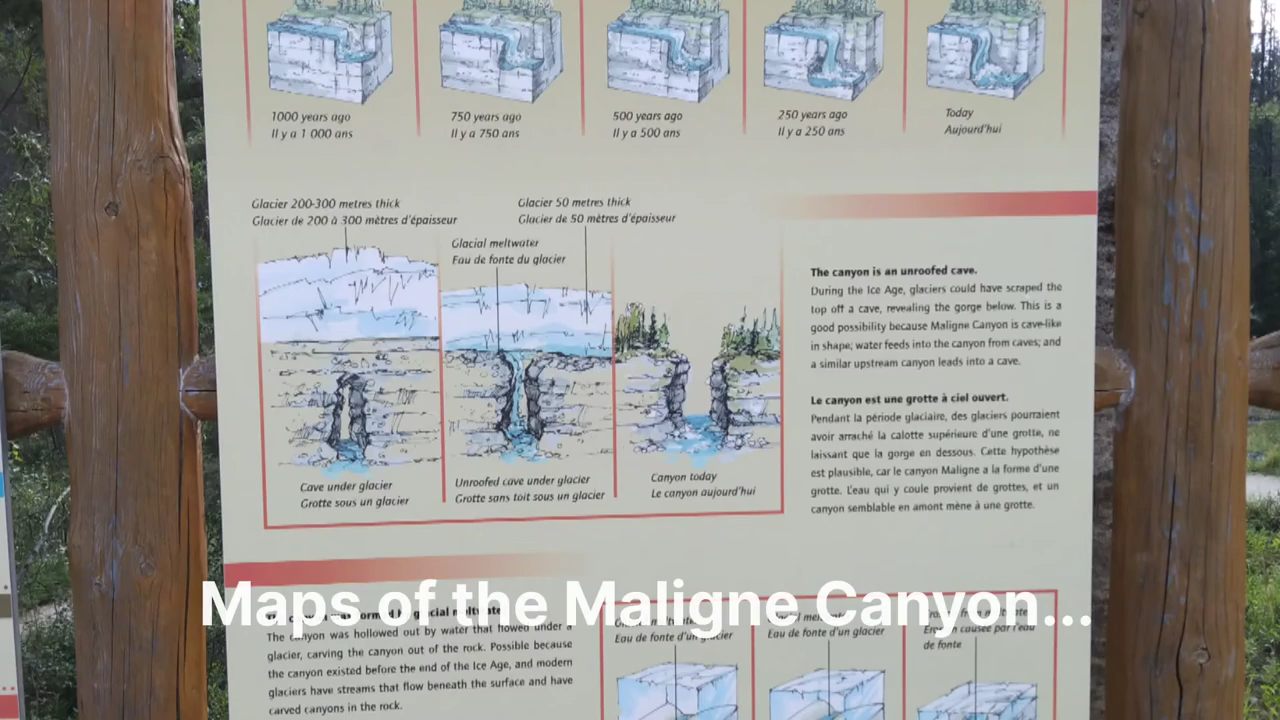 1000 years ago
Il y a 1 000 ans
750 years ago
Il y a 750 ans
500 years ago
Il y a 500 ans
250 years ago
Il y a 250 ans
Today
Aujourd'hui
Glacier 200-300 metres thick
Glacier de 200 à 300 mètres d'épaisseur
Glacier 50 metres thick
Glacier de 50 mètres d'épaisseur
Glacial meltwater
Eau de fonte du glacier
Cave under glacier
Grotte sous un glacier
Unroofed cave under glacier
Grotte sans toit sous un glacier
Canyon today
Le canyon aujourd'hui
The canyon is an unroofed cave.
During the Ice Age, glaciers could have scraped the
top off a cave, revealing the gorge below. This is a
good possibility because Maligne Canyon is cave-like
in shape; water feeds into the canyon from caves; and
a similar upstream canyon leads into a cave.
Le canyon est une grotte à ciel ouvert.
Pendant la période glaciaire, des glaciers pourraient
avoir arraché la calotte supérieure d'une grotte, ne
laissant que la gorge en dessous. Cette hypothèse
est plausible, car le canyon Maligne a la forme d'une
grotte. L'eau qui y coule provient de grottes, et un
canyon semblable en amont mène à une grotte.
Maps of the Maligne Canyon...
formed by glacial meltwater
The canyon was hollowed out by water that flowed under a
glacier, carving the canyon out of the rock. Possible because
the canyon existed before the end of the Ice Age, and modern
glaciers have streams that flow beneath the surface and have
carved canyons in the rock.
Eau de fonte d'un glacier
Eau de fonte d'un glacier
causée par l'eau
de fonte